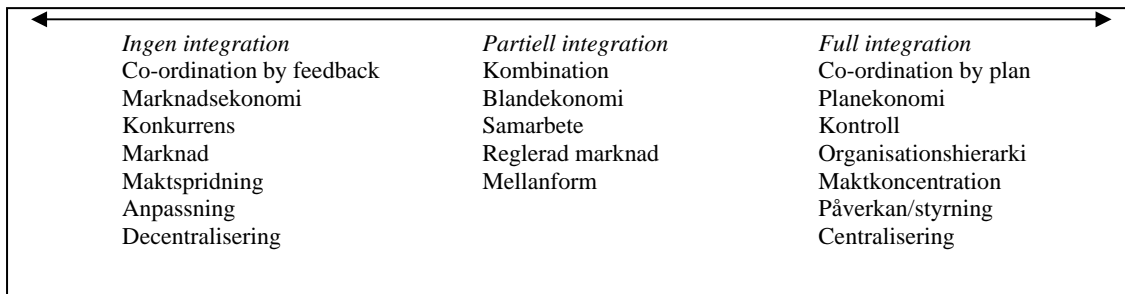 Ingen integration Partiell integration Full integration
Co-ordination by feedback Kombination Co-ordination by plan
Marknadsekonomi Blandekonomi Planekonomi
Konkurrens Samarbete Kontroll
Marknad Reglerad marknad Organisationshierarki
Maktspridning Mellanform Maktkoncentration
Anpassning Påverkan/styrning
Decentralisering Centralisering